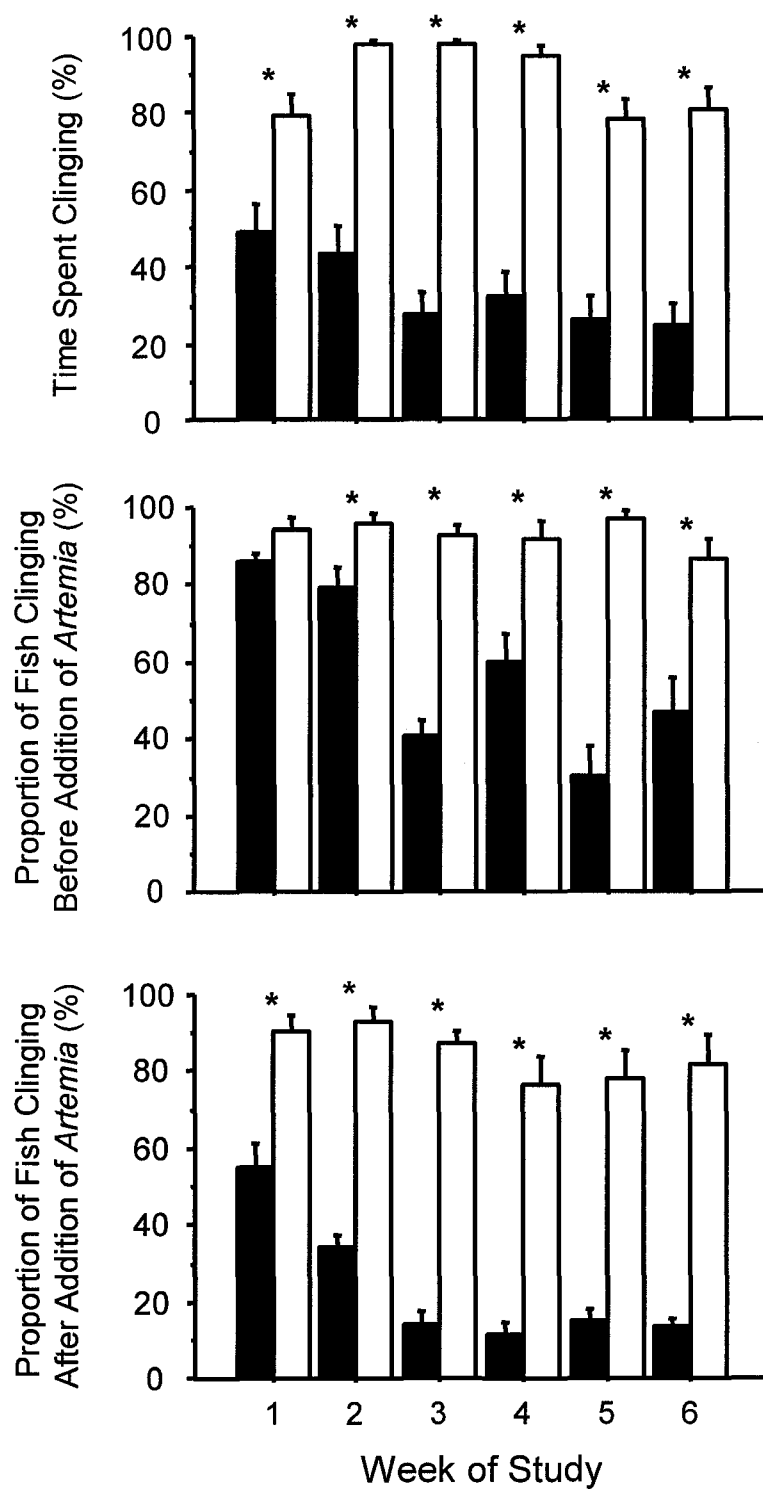 Time Spent Clinging (%)
100
80
60
40
20
0
* * * * * *
Proportion of Fish Clinging
Before Addition of Artemia (%)
100
80
60
40
20
0
* * * * *
Proportion of Fish Clinging
After Addition of Artemia (%)
100
80
60
40
20
0
* * * * * *
1 2 3 4 5 6
Week of Study